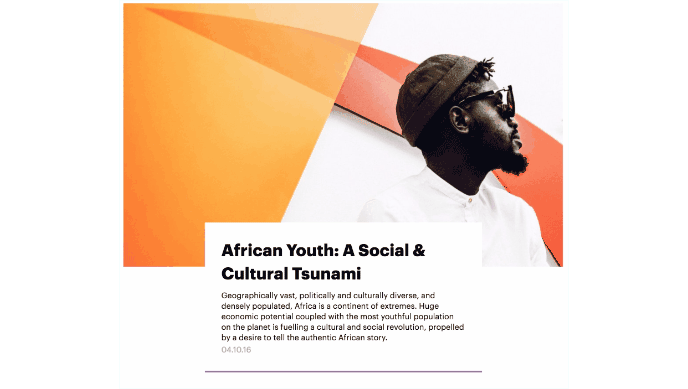 African Youth: A Social &
Cultural Tsunami
Geographically vast, politically and culturally diverse, and
densely populated, Africa is a continent of extremes. Huge
economic potential coupled with the most youthful population
on the planet is fuelling a cultural and social revolution, propelled
by a desire to tell the authentic African story.
04.10.16